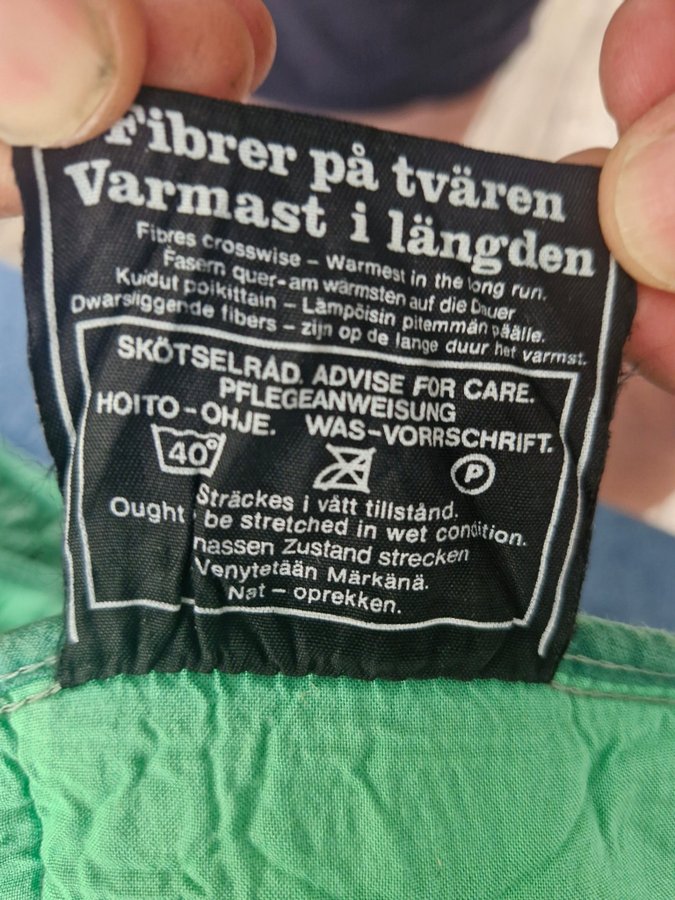 Fibrer på tvären
Varmast i längden
Fibres crosswise – Warmest in the long run.
Fasern quer-am wärmsten auf die Dauer
Kuidut poikittain – Lämpöisin pitemmän päälle.
Dwarsliggende fibers – zijn op de lange duur het varmst.
SKÖTSELRÅD. ADVISE FOR CARE.
PFLEGEANWEISUNG
HOITO-OHJE. WAS-VORRSCHRIFT.
40° P
Sträckes i vått tillstånd.
Ought be stretched in wet condition.
nassen Zustand strecken
Venytetään Märkänä.
Nat – oprekken.